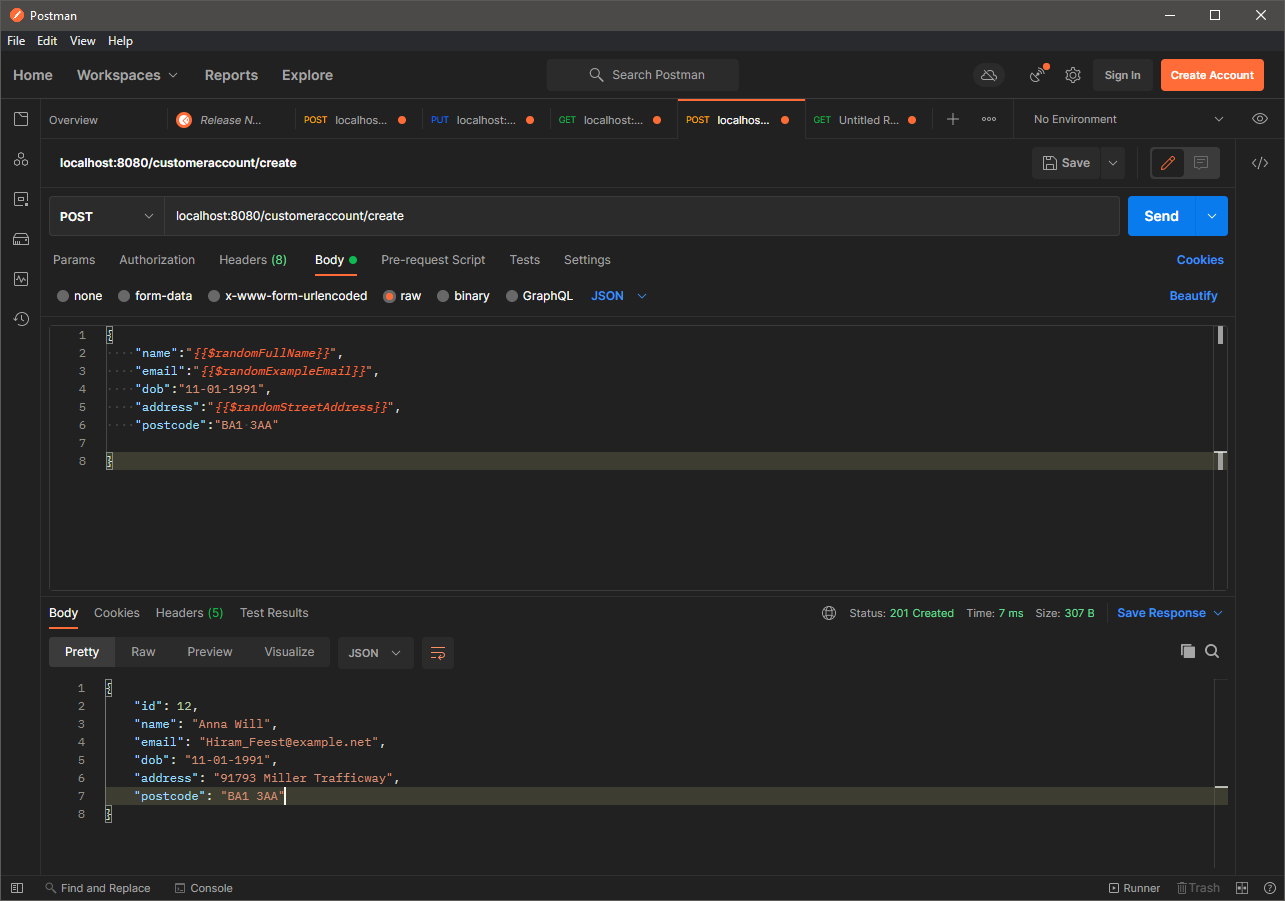 Postman
File Edit View Help
Home Workspaces Reports Explore Search Postman Sign In Create Account
Overview Release N... POST localhos... PUT localhost:... GET localhost:... POST localhos... GET Untitled R... No Environment
localhost:8080/customeraccount/create Save
POST localhost:8080/customeraccount/create Send
Params Authorization Headers (8) Body Pre-request Script Tests Settings Cookies
none form-data x-www-form-urlencoded raw binary GraphQL JSON Beautify
1 {
2 "name":"{{$randomFullName}}",
3 "email":"{{$randomExampleEmail}}",
4 "dob":"11-01-1991",
5 "address":"{{$randomStreetAddress}}",
6 "postcode":"BA1 3AA"
7
8 }
Body Cookies Headers (5) Test Results Status: 201 Created Time: 7 ms Size: 307 B Save Response
Pretty Raw Preview Visualize JSON
1 {
2 "id": 12,
3 "name": "Anna Will",
4 "email": "Hiram_Feest@example.net",
5 "dob": "11-01-1991",
6 "address": "91793 Miller Trafficway",
7 "postcode": "BA1 3AA"
8 }
Find and Replace Console Runner Trash